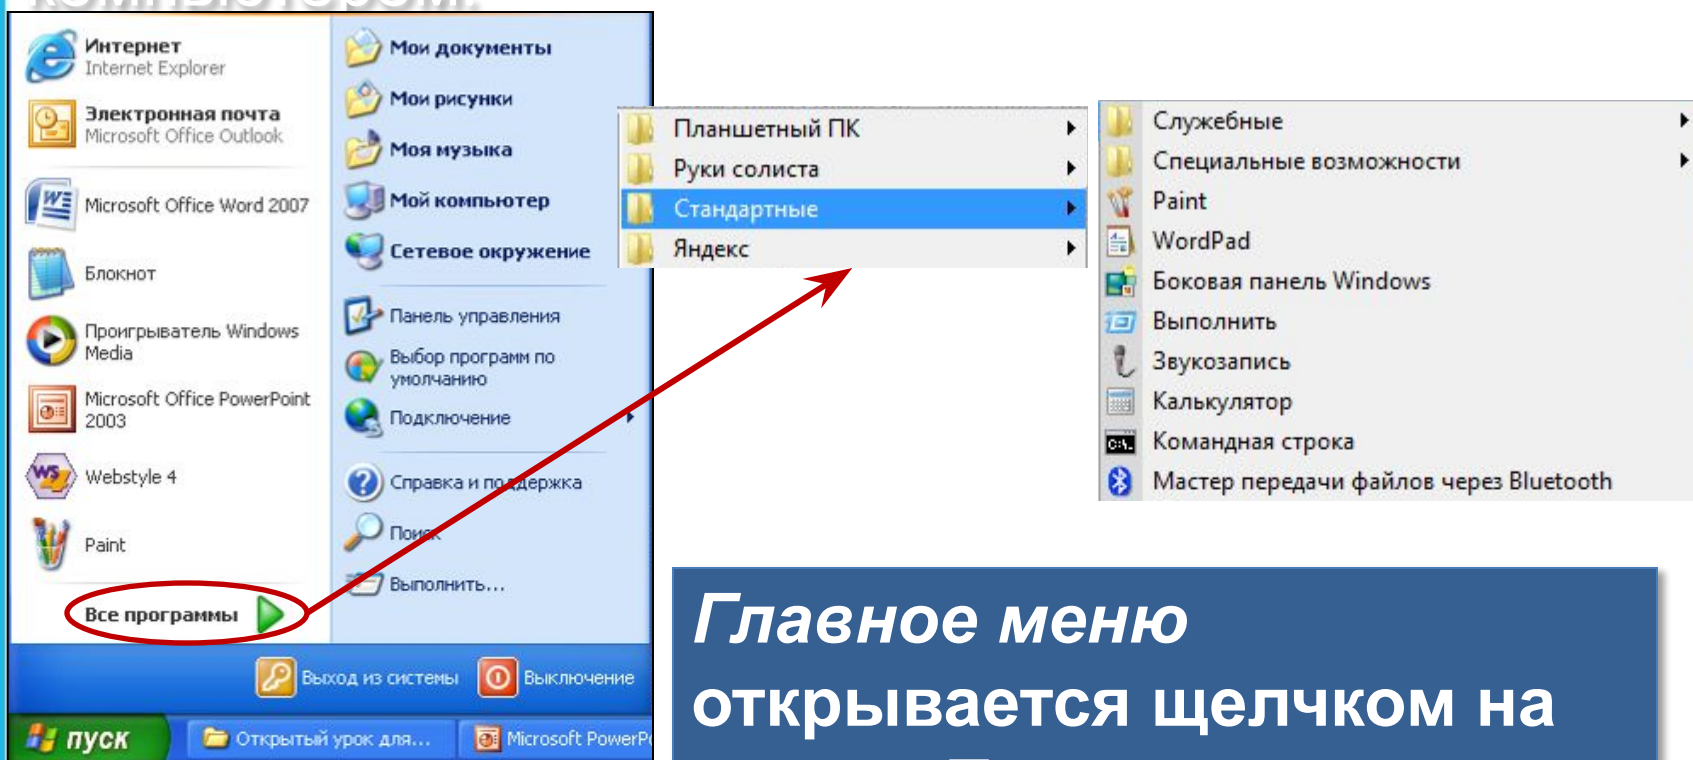 компьютером.
Интернет
Internet Explorer
Электронная почта
Microsoft Office Outlook
Microsoft Office Word 2007
Блокнот
Проигрыватель Windows
Media
Microsoft Office PowerPoint
2003
Webstyle 4
Paint
Все программы
Мои документы
Мои рисунки
Моя музыка
Мой компьютер
Сетевое окружение
Панель управления
Выбор программ по
умолчанию
Подключение
Справка и поддержка
Поиск
Выполнить...
Выход из системы
Выключение
пуск
Открытый урок для...
Microsoft PowerPo
Планшетный ПК
Руки солиста
Стандартные
Яндекс
Служебные
Специальные возможности
Paint
WordPad
Боковая панель Windows
Выполнить
Звукозапись
Калькулятор
Командная строка
Мастер передачи файлов через Bluetooth
Главное меню
открывается щелчком на